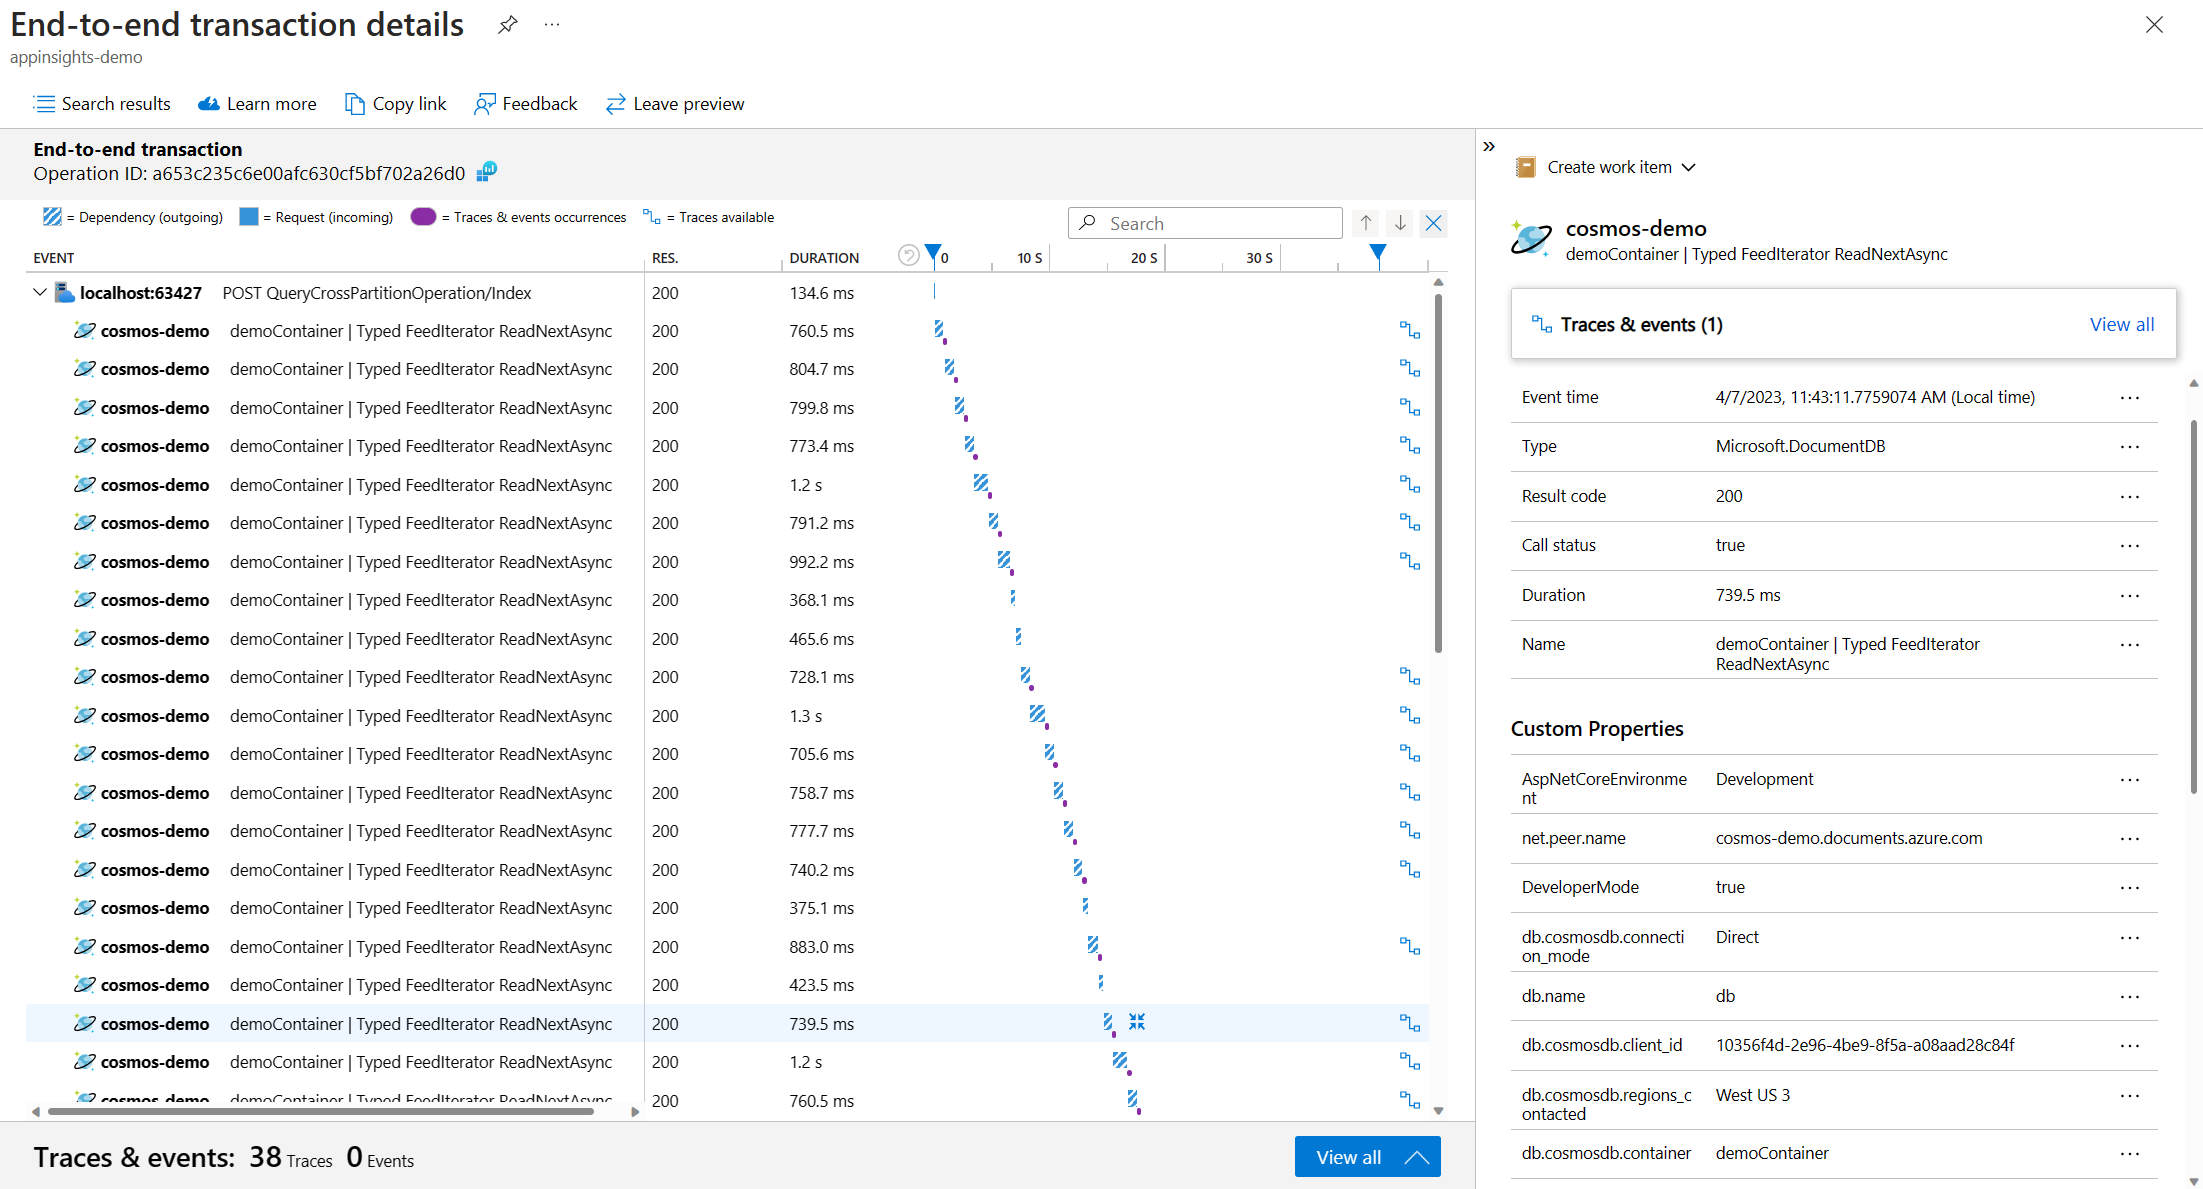 End-to-end transaction details
appinsights-demo
Search results
Learn more
Copy link
Feedback
Leave preview
End-to-end transaction
Operation ID: a653c235c6e00afc630cf5bf702a26d0
= Dependency (outgoing)
= Request (incoming)
= Traces & events occurrences
= Traces available
Search
EVENT RES. DURATION 0 10 S 20 S 30 S
localhost:63427 POST QueryCrossPartitionOperation/Index 200 134.6 ms
cosmos-demo demoContainer | Typed FeedIterator ReadNextAsync 200 760.5 ms
cosmos-demo demoContainer | Typed FeedIterator ReadNextAsync 200 804.7 ms
cosmos-demo demoContainer | Typed FeedIterator ReadNextAsync 200 799.8 ms
cosmos-demo demoContainer | Typed FeedIterator ReadNextAsync 200 773.4 ms
cosmos-demo demoContainer | Typed FeedIterator ReadNextAsync 200 1.2 s
cosmos-demo demoContainer | Typed FeedIterator ReadNextAsync 200 791.2 ms
cosmos-demo demoContainer | Typed FeedIterator ReadNextAsync 200 992.2 ms
cosmos-demo demoContainer | Typed FeedIterator ReadNextAsync 200 368.1 ms
cosmos-demo demoContainer | Typed FeedIterator ReadNextAsync 200 465.6 ms
cosmos-demo demoContainer | Typed FeedIterator ReadNextAsync 200 728.1 ms
cosmos-demo demoContainer | Typed FeedIterator ReadNextAsync 200 1.3 s
cosmos-demo demoContainer | Typed FeedIterator ReadNextAsync 200 705.6 ms
cosmos-demo demoContainer | Typed FeedIterator ReadNextAsync 200 758.7 ms
cosmos-demo demoContainer | Typed FeedIterator ReadNextAsync 200 777.7 ms
cosmos-demo demoContainer | Typed FeedIterator ReadNextAsync 200 740.2 ms
cosmos-demo demoContainer | Typed FeedIterator ReadNextAsync 200 375.1 ms
cosmos-demo demoContainer | Typed FeedIterator ReadNextAsync 200 883.0 ms
cosmos-demo demoContainer | Typed FeedIterator ReadNextAsync 200 423.5 ms
cosmos-demo demoContainer | Typed FeedIterator ReadNextAsync 200 739.5 ms
cosmos-demo demoContainer | Typed FeedIterator ReadNextAsync 200 1.2 s
cosmos-demo demoContainer | Typed FeedIterator ReadNextAsync 200 760.5 ms
Traces & events: 38 Traces 0 Events
View all
Create work item
cosmos-demo
demoContainer | Typed FeedIterator ReadNextAsync
Traces & events (1) View all
Event time 4/7/2023, 11:43:11.7759074 AM (Local time)
Type Microsoft.DocumentDB
Result code 200
Call status true
Duration 739.5 ms
Name demoContainer | Typed FeedIterator
ReadNextAsync
Custom Properties
AspNetCoreEnvironme Development
nt
net.peer.name cosmos-demo.documents.azure.com
DeveloperMode true
db.cosmosdb.connecti Direct
on_mode
db.name db
db.cosmosdb.client_id 10356f4d-2e96-4be9-8f5a-a08aad28c84f
db.cosmosdb.regions_c West US 3
ontacted
db.cosmosdb.container demoContainer